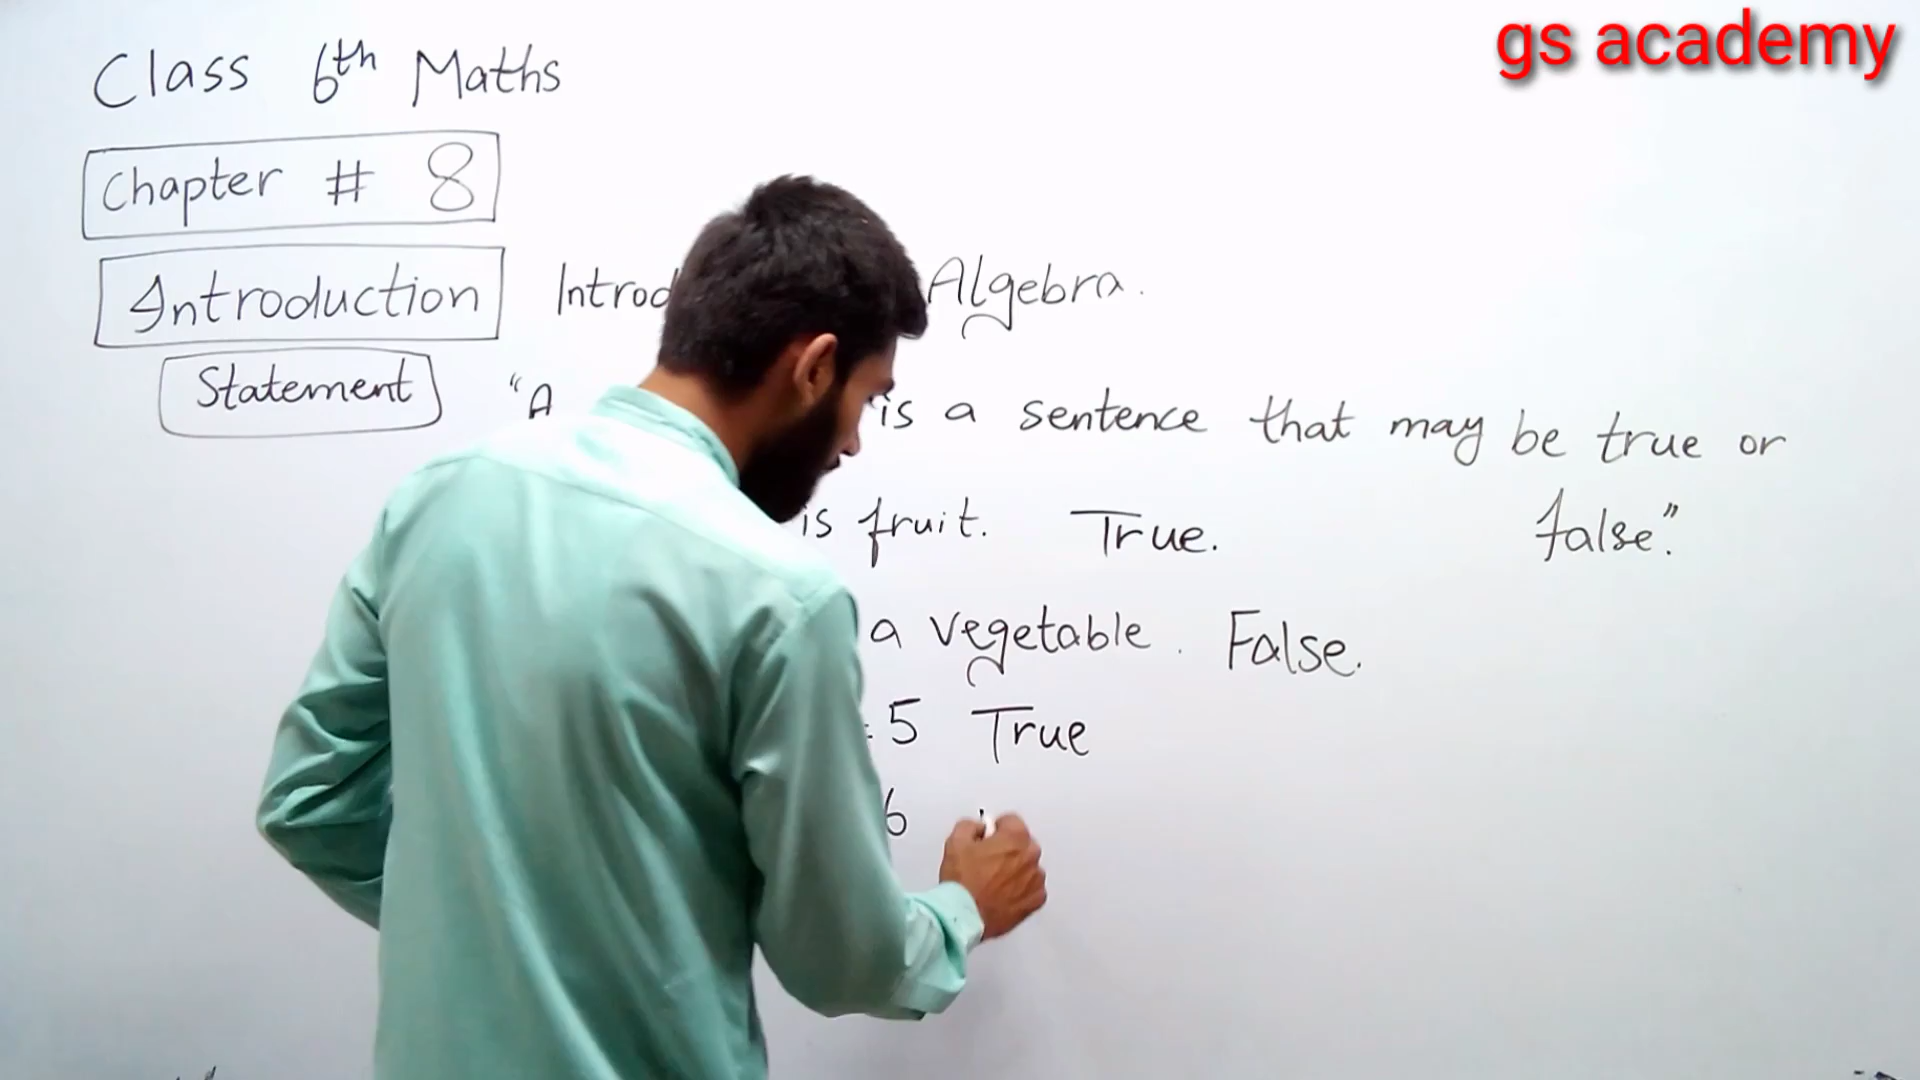 gs academy
Class 6th Maths
Chapter # 8
Introduction Introd Algebra.
Statement "A is a sentence that may be true or
false."
is fruit. True.
a vegetable. False.
= 5 True
6